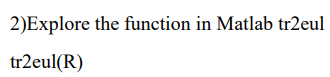 2)Explore the function in Matlab tr2eul
tr2eul(R)